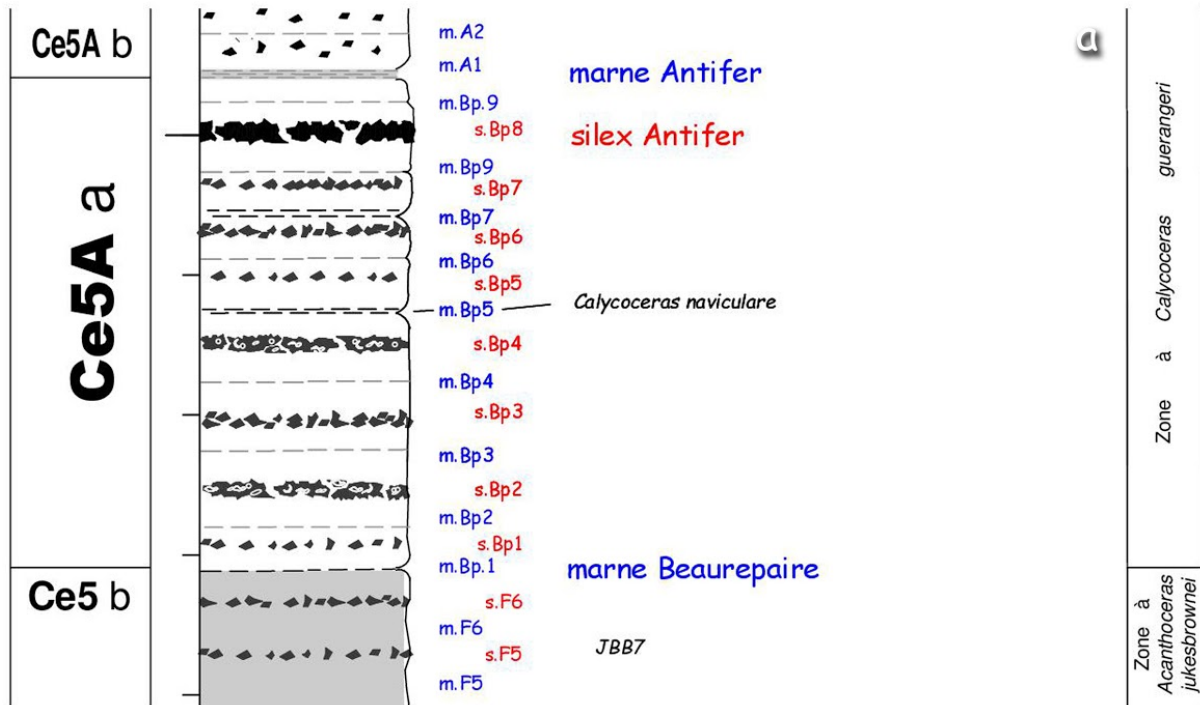 Ce5A b
Ce5A a
Ce5 b
m.A2
m.A1
marne Antifer
m.Bp.9
s.Bp8
silex Antifer
m.Bp9
s.Bp7
m.Bp7
s.Bp6
m.Bp6
s.Bp5
m.Bp5
Calycoceras naviculare
s.Bp4
m.Bp4
s.Bp3
m.Bp3
s.Bp2
m.Bp2
s.Bp1
m.Bp.1
marne Beaurepaire
s.F6
m.F6
s.F5
JBB7
m.F5
a
Zone à Calycoceras guerangeri
Zone à
Acanthoceras
jukesbrownei